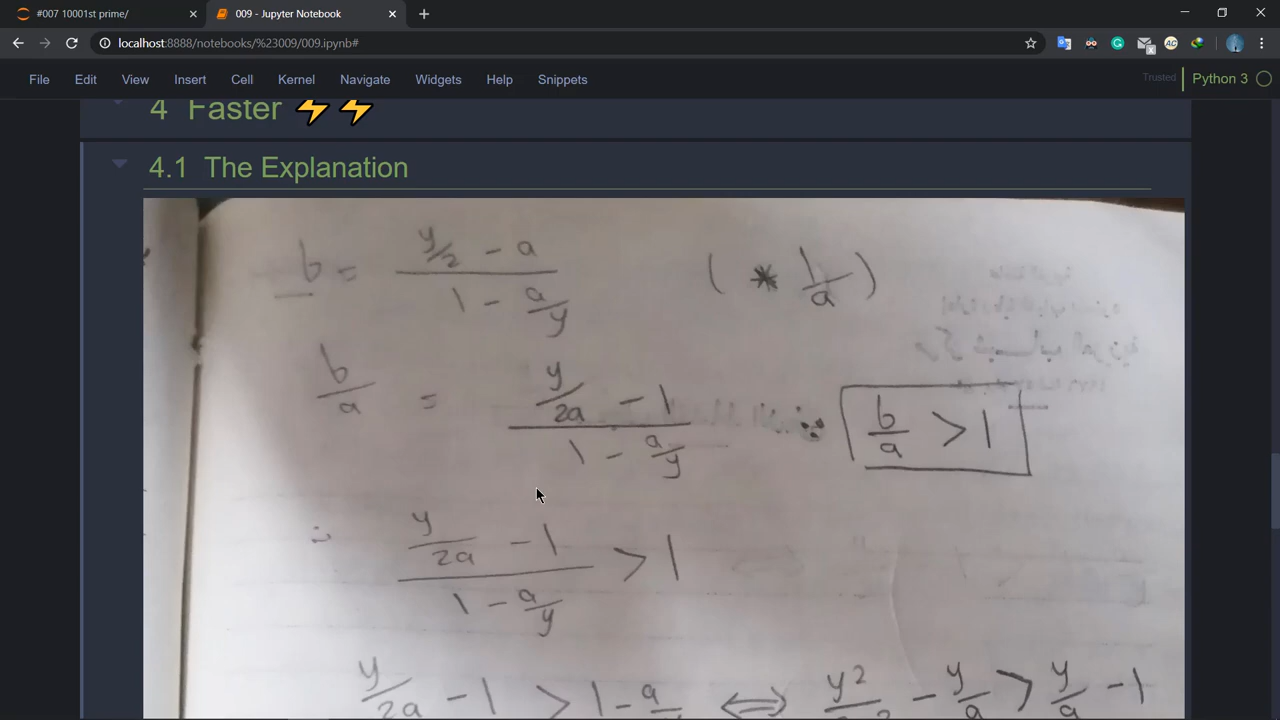 #007 10001st prime/
009 - Jupyter Notebook
localhost:8888/notebooks/%23009/009.ipynb#
File Edit View Insert Cell Kernel Navigate Widgets Help Snippets
Trusted Python 3
4 Faster ⚡⚡
4.1 The Explanation
b = (y/2 - a) / (1 - a/y) (* 1/a)
b/a = (y/2a - 1) / (1 - a/y) ∵ b/a > 1
∴ (y/2a - 1) / (1 - a/y) > 1
y/2a - 1 > 1 - a/ ⇔ y² - y/a > y/a - 1